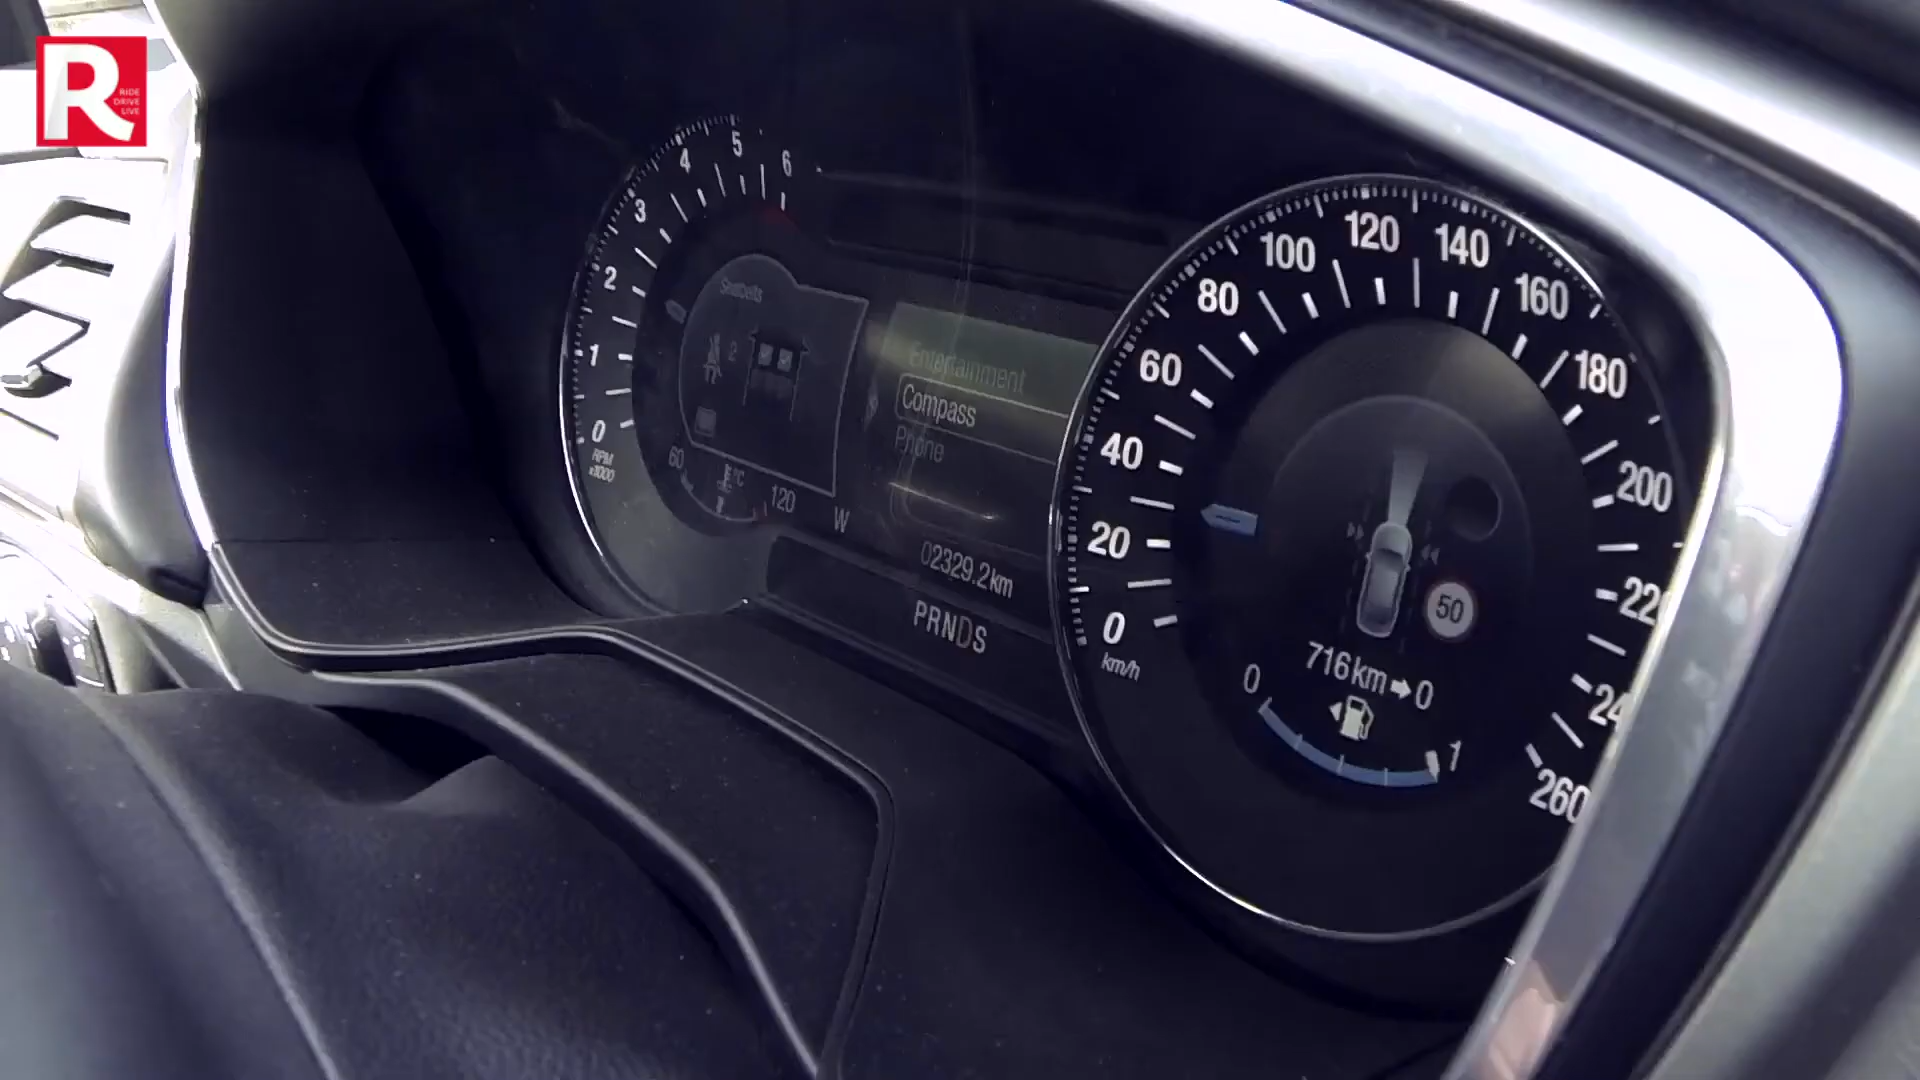 R
RIDE
DRIVE
LIVE
6
5
4
3
2
1
0
RPM
x1000
Seatbelts
2
60
°C
120
W
Entertainment
Compass
Phone
02329.2km
PRNDS
0
20
40
60
80
100
120
140
160
180
200
220
24
260
km/h
50
716km➡0
0
1